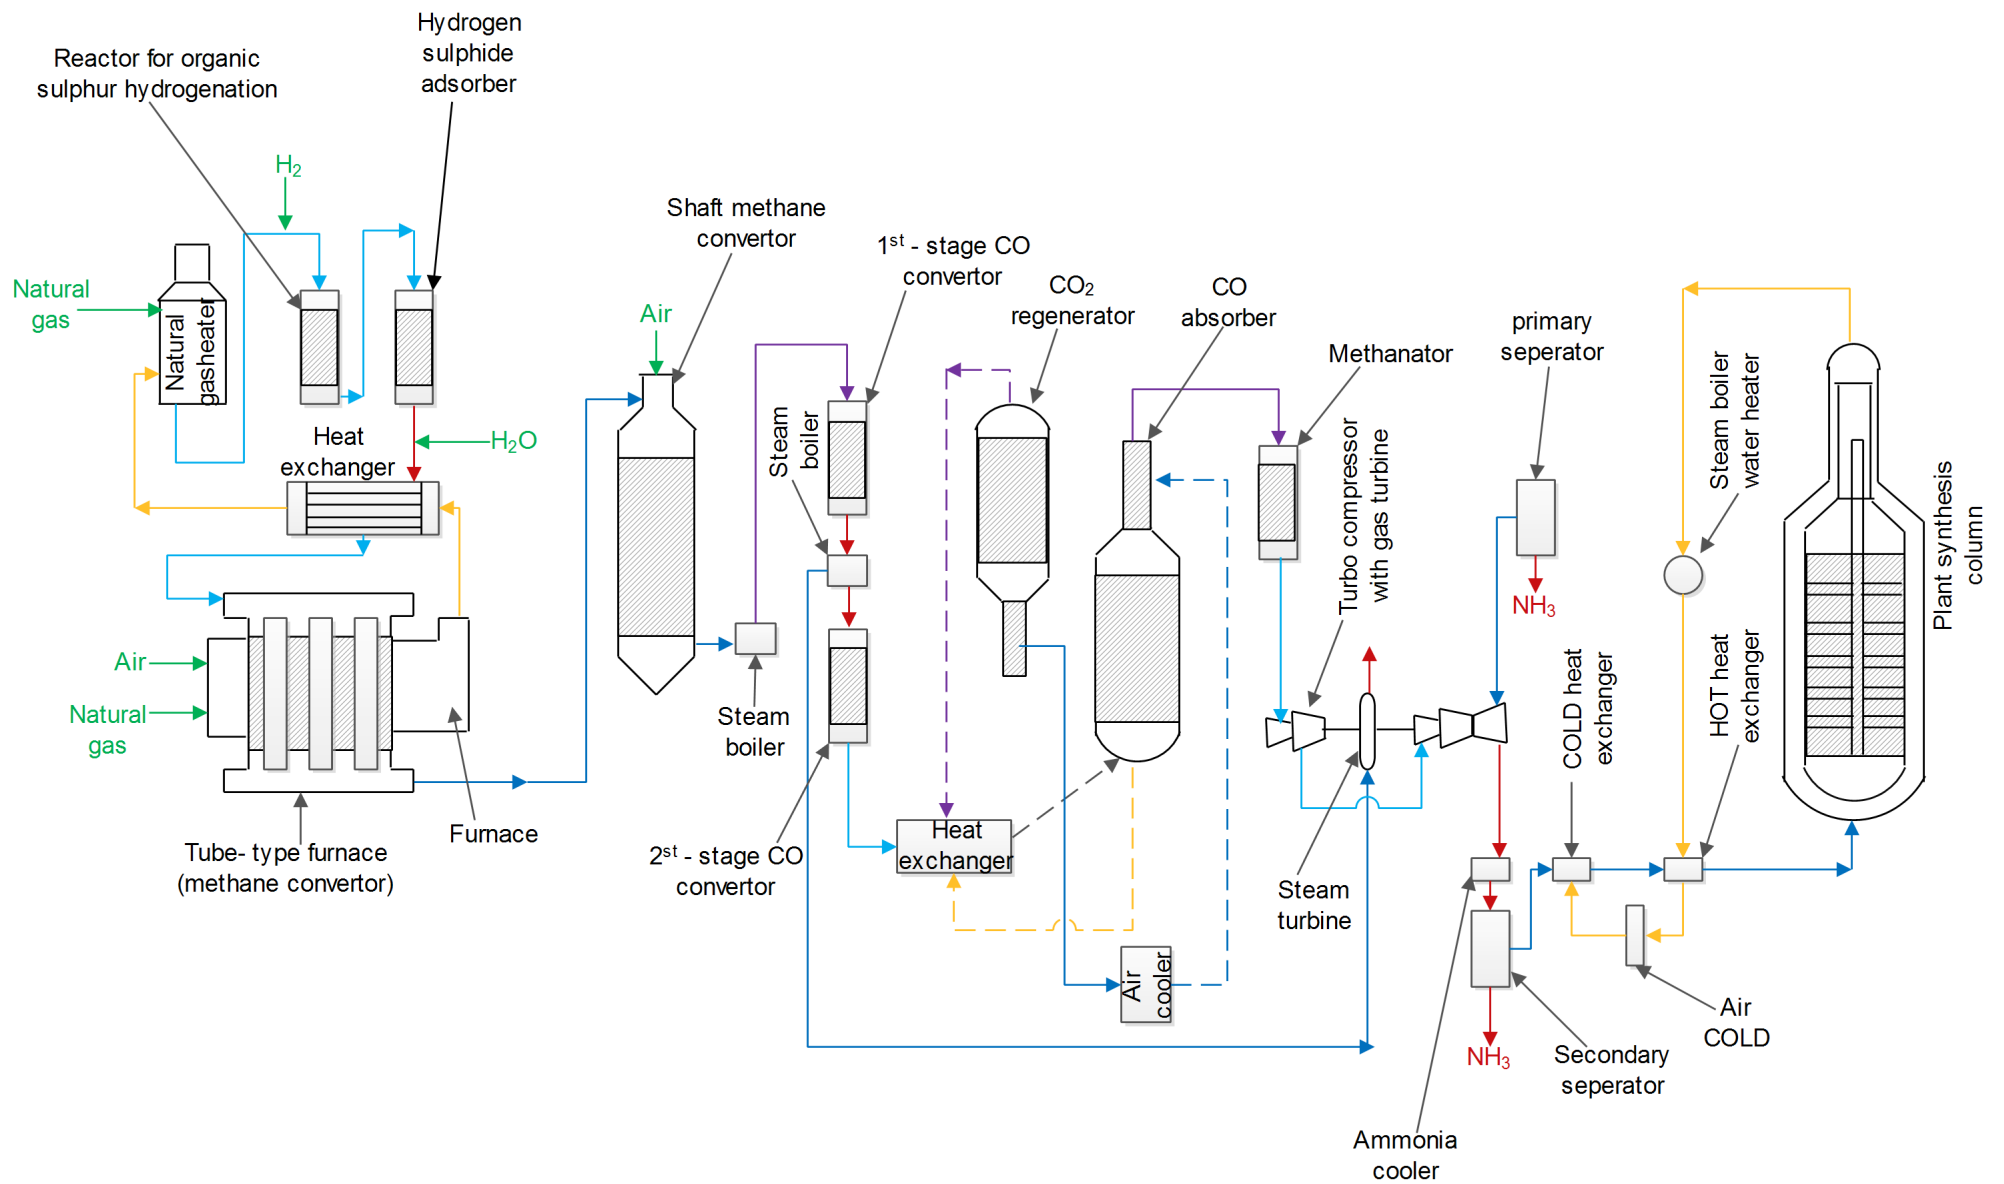 Hydrogen
sulphide
adsorber
Reactor for organic
sulphur hydrogenation
H₂
Natural
gas
Natural
gasheater
Heat
exchanger
H₂O
Air
Natural
gas
Tube- type furnace
(methane convertor)
Furnace
Shaft methane
convertor
Air
Steam
boiler
1st - stage CO
convertor
Steam
boiler
2st - stage CO
convertor
CO₂
regenerator
CO
absorber
Heat
exchanger
Air
cooler
Methanator
Turbo compressor
with gas turbine
Steam
turbine
primary
seperator
NH₃
Ammonia
cooler
NH₃
Secondary
seperator
COLD heat
exchanger
Air
COLD
HOT heat
exchanger
Steam boiler
water heater
Plant synthesis
column